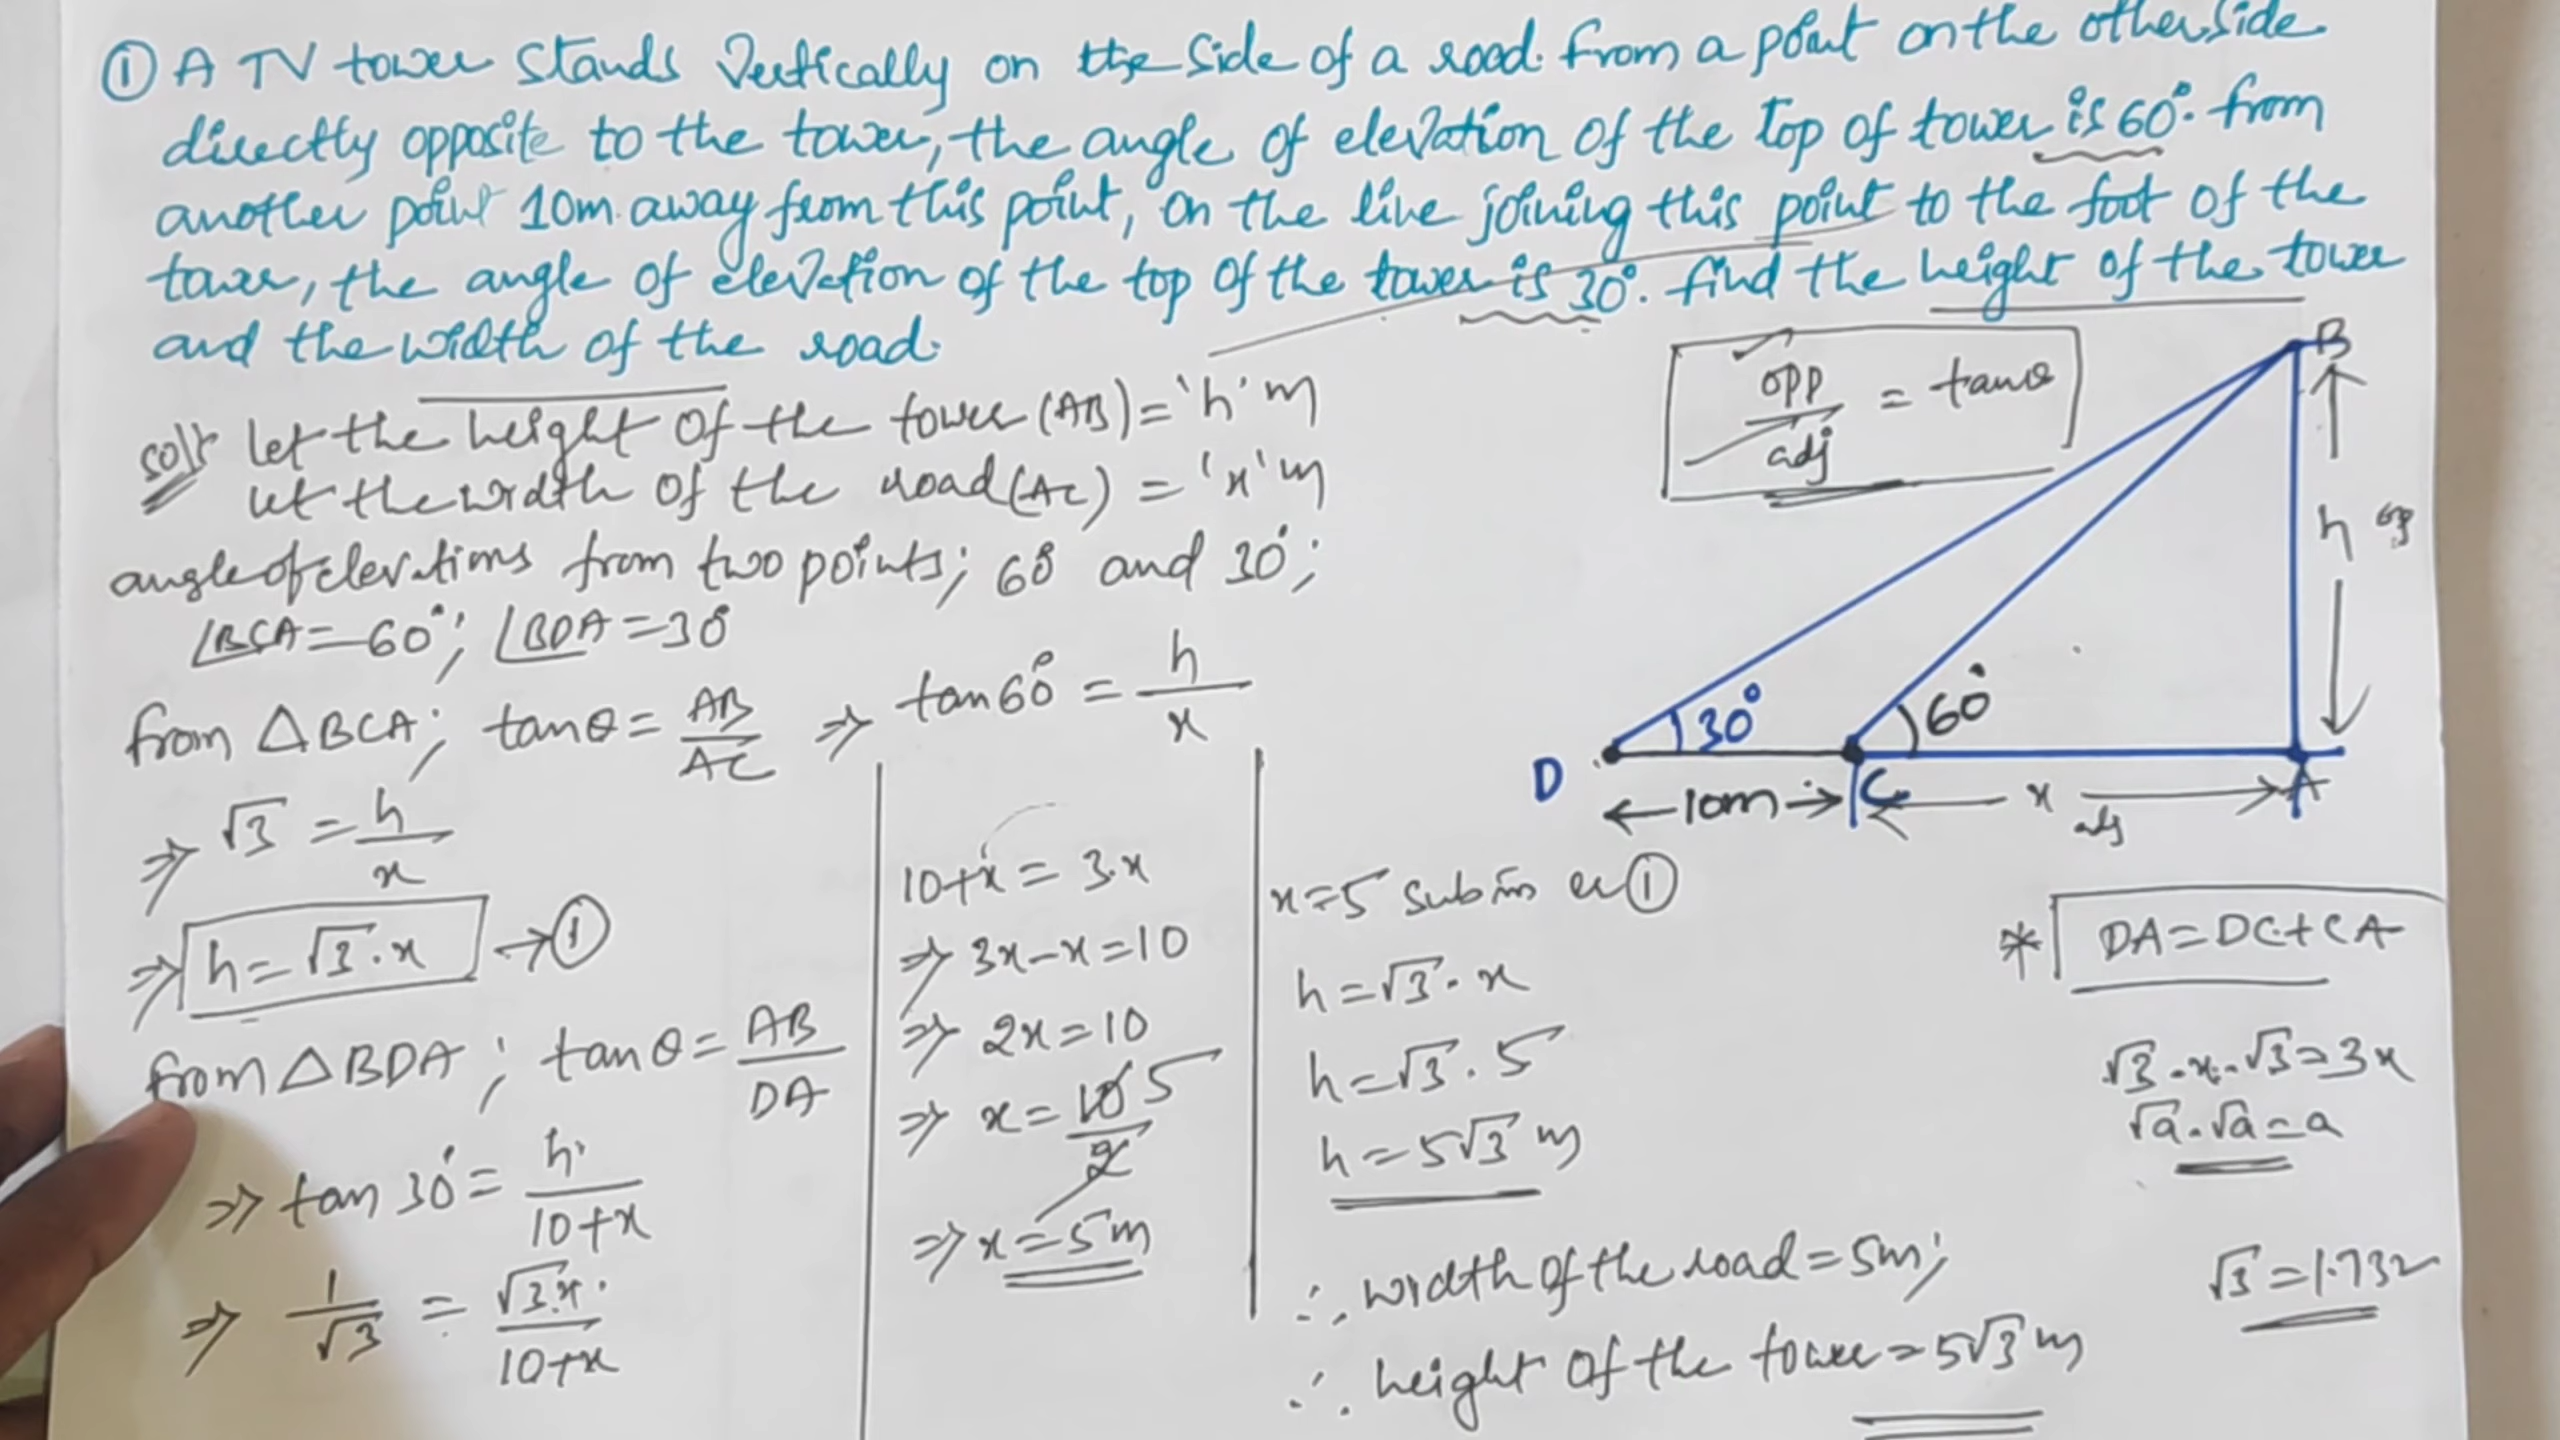 ① A TV tower stands vertically on the side of a road. from a point on the other side
directly opposite to the tower, the angle of elevation of the top of tower is 60°. from
another point 10m away from this point, on the line joining this point to the foot of the
tower, the angle of elevation of the top of the tower is 30°. find the height of the tower
and the width of the road.
let the height of the tower (AB) = 'h' m
let the width of the road (AC) = 'x' m
angle of elevations from two points; 60° and 30°;
∠BCA = 60°; ∠BDA = 30°
from △BCA; tanθ = AB/AC ⇒ tan60° = h/x
⇒ √3 = h/x
⇒ h = √3.x → ①
from △BDA; tanθ = AB/DA
⇒ tan 30° = h/10+x
⇒ 1/√3 = √3.x/10+x
10+x = 3.x
⇒ 3x-x=10
⇒ 2x=10
⇒ x = 10/2 5
⇒ x = 5m
opp/adj = tanθ
B
h
30°
60°
D
C
A
10m
x
adj
x=5 sub in ①
h=√3.x
h=√3.5
h=5√3 m
∴ width of the road = 5m;
∴ height of the tower = 5√3 m
* DA = DC+CA
√3.x.√3=3x
√a.√a=a
√3=1.732